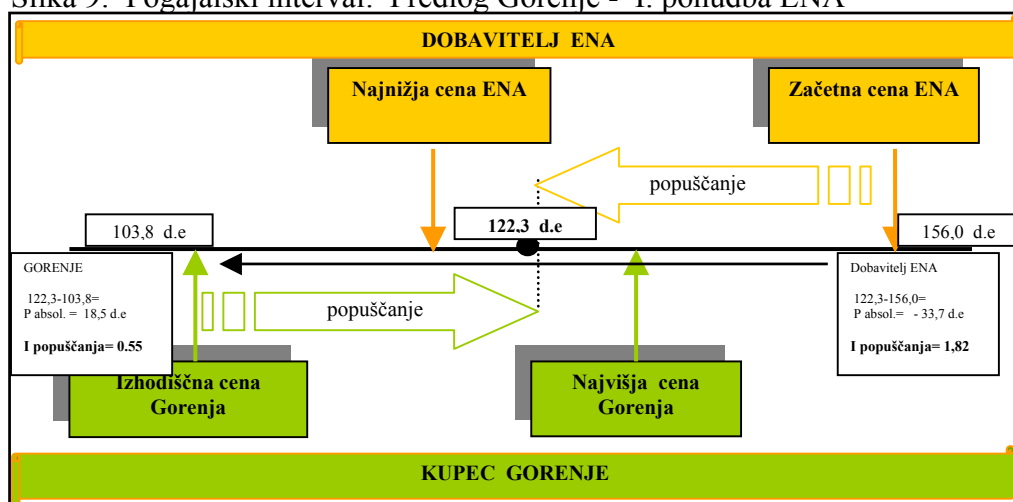 Slika 9: Pogajalski interval: Predlog Gorenje - 1. ponudba ENA
DOBAVITELJ ENA
Najnižja cena ENA
Začetna cena ENA
popuščanje
103,8 d.e
122,3 d.e
156,0 d.e
GORENJE
122,3-103,8=
P absol. = 18,5 d.e
I popuščanja= 0.55
popuščanje
Dobavitelj ENA
122,3-156,0=
P absol.= - 33,7 d.e
I popuščanja= 1,82
Izhodiščna cena
Gorenja
Najvišja cena
Gorenja
KUPEC GORENJE